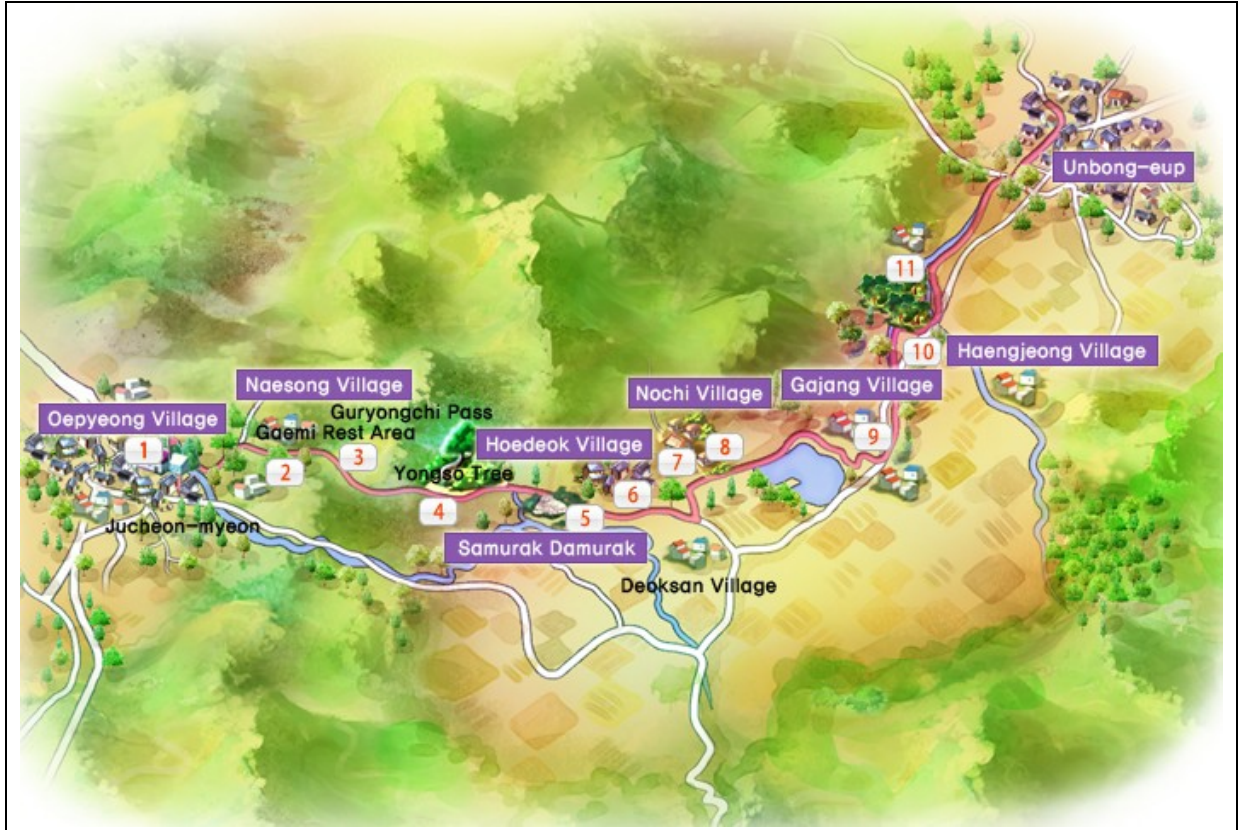 Unbong-eup
11
10
Haengjeong Village
Naesong Village
Nochi Village
Gajang Village
Oepyeong Village
Guryongchi Pass
Gaemi Rest Area
Hoedeok Village
1
2
3
Yongso Tree
7
8
9
4
5
6
Jucheon-myeon
Samurak Damurak
Deoksan Village